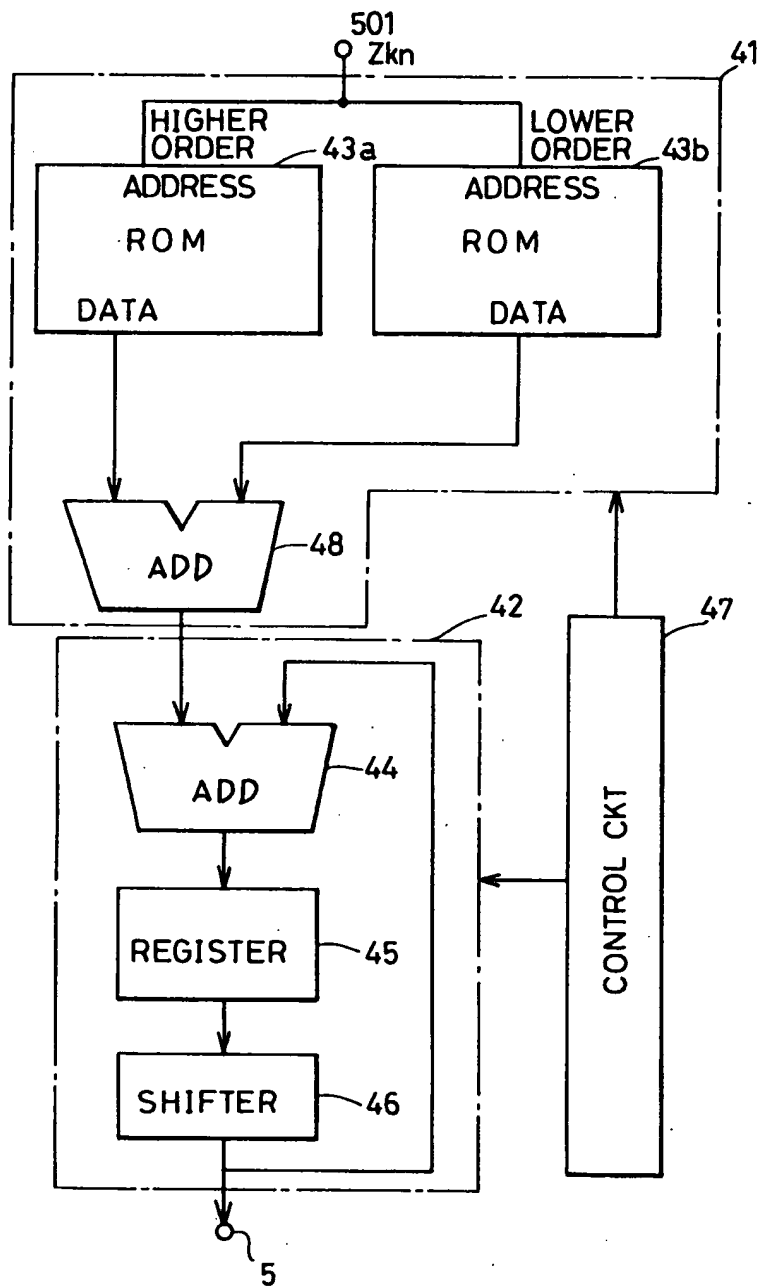 501
Zkn
41
HIGHER
ORDER
LOWER
ORDER
43a
43b
ADDRESS
ROM
DATA
ADDRESS
ROM
DATA
ADD
48
42
47
ADD
44
CONTROL CKT
REGISTER
45
SHIFTER
46
5